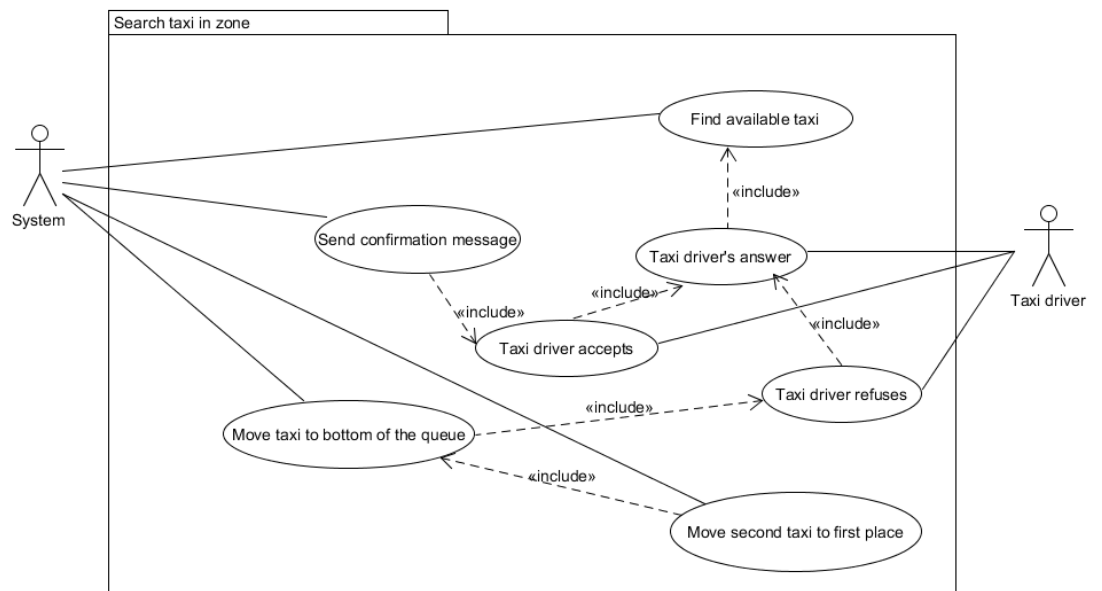 Search taxi in zone
Find available taxi
«include»
System
Send confirmation message
Taxi driver's answer
Taxi driver
«include»
«include»
«include»
Taxi driver accepts
Taxi driver refuses
«include»
Move taxi to bottom of the queue
«include»
Move second taxi to first place